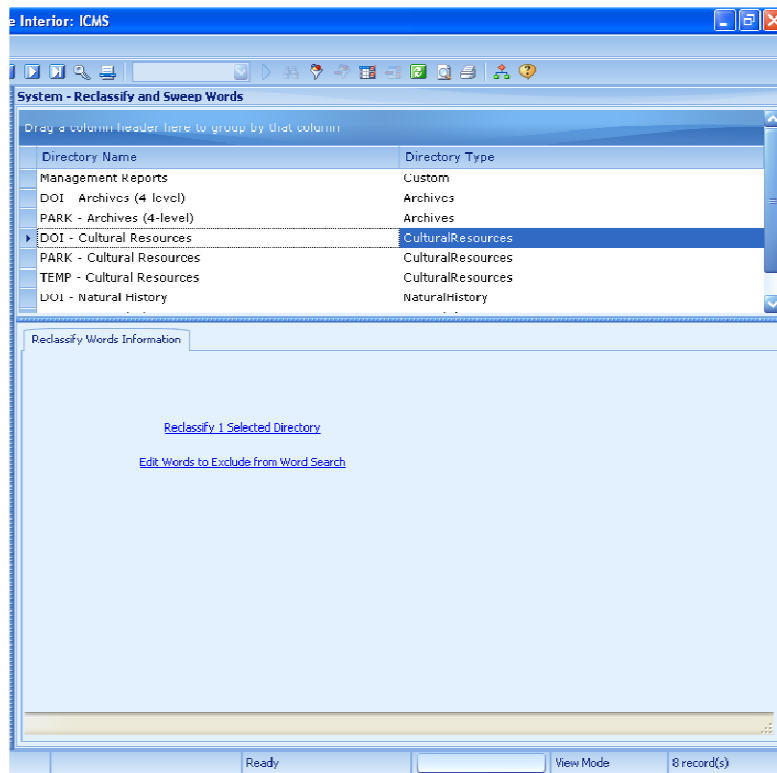 e Interior: ICMS
System - Reclassify and Sweep Words
Drag a column header here to group by that column
Directory Name Directory Type
Management Reports Custom
DOI - Archives (4-level) Archives
PARK - Archives (4-level) Archives
DOI - Cultural Resources CulturalResources
PARK - Cultural Resources CulturalResources
TEMP - Cultural Resources CulturalResources
DOI - Natural History NaturalHistory
Reclassify Words Information
Reclassify 1 Selected Directory
Edit Words to Exclude from Word Search
Ready View Mode 8 record(s)